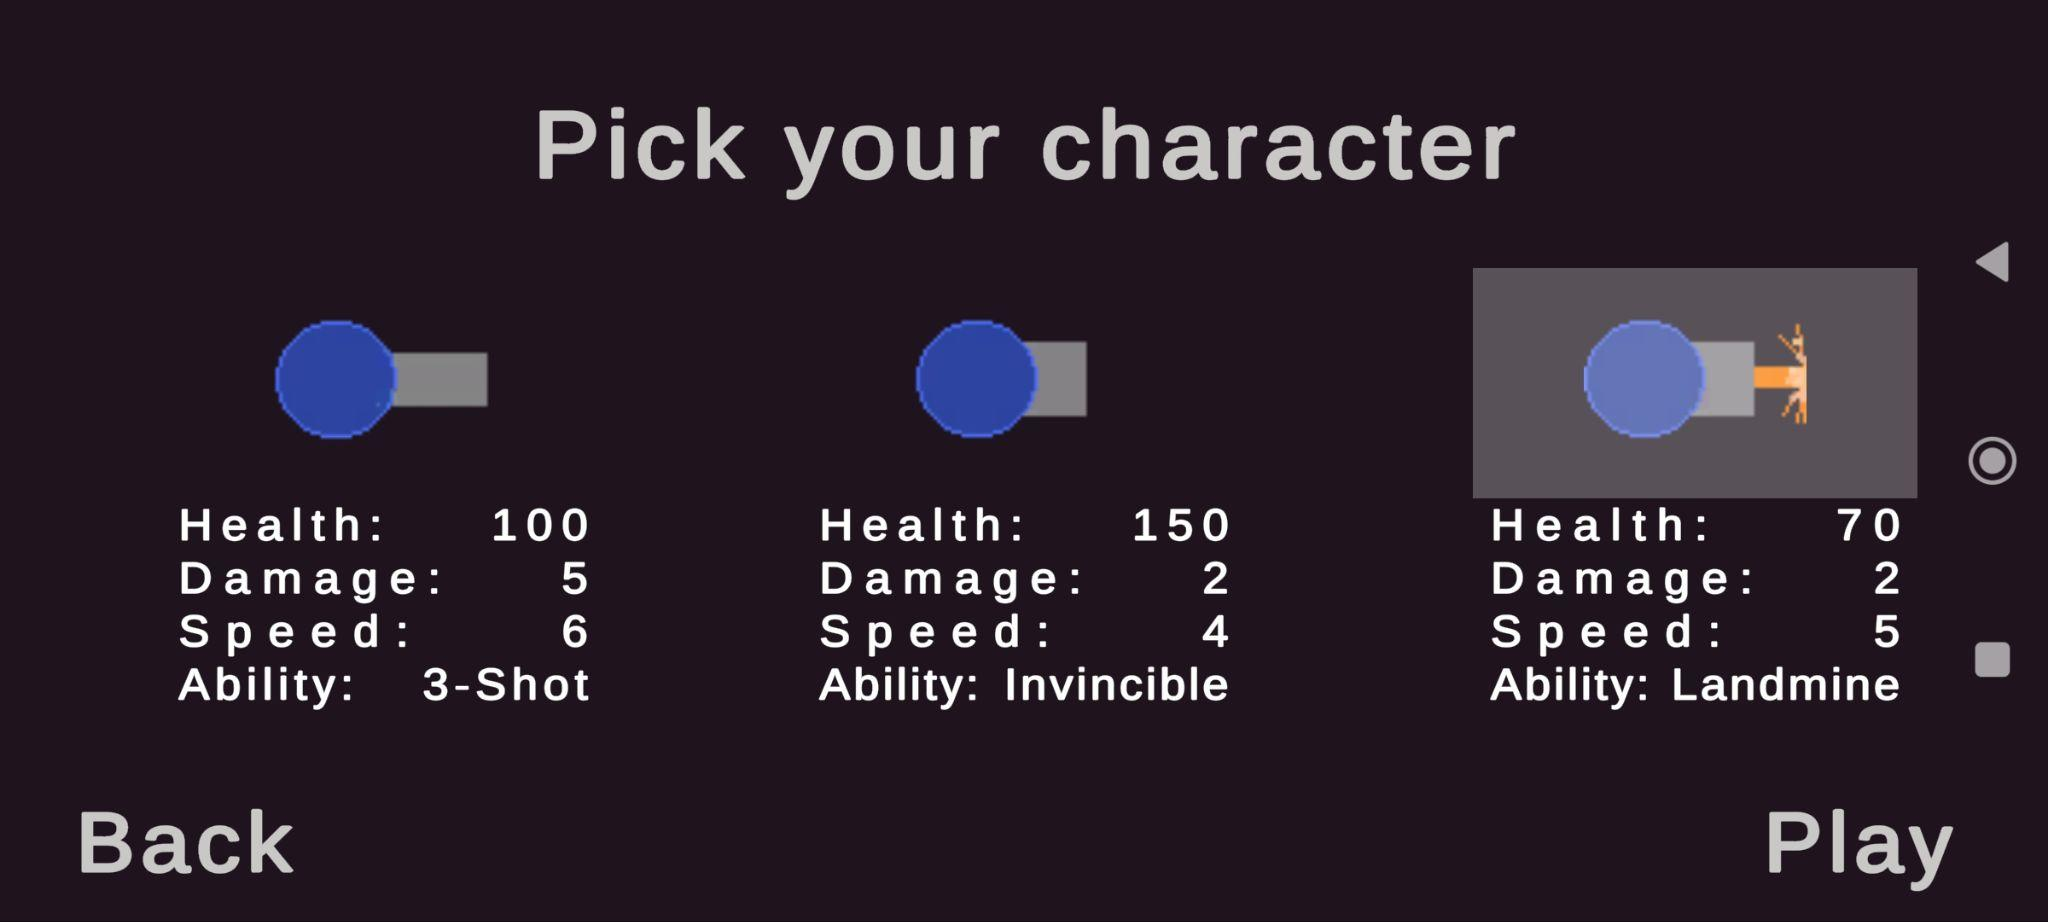 Pick your character
Health: 100
Damage: 5
Speed: 6
Ability: 3-Shot
Health: 150
Damage: 2
Speed: 4
Ability: Invincible
Health: 70
Damage: 2
Speed: 5
Ability: Landmine
Back
Play